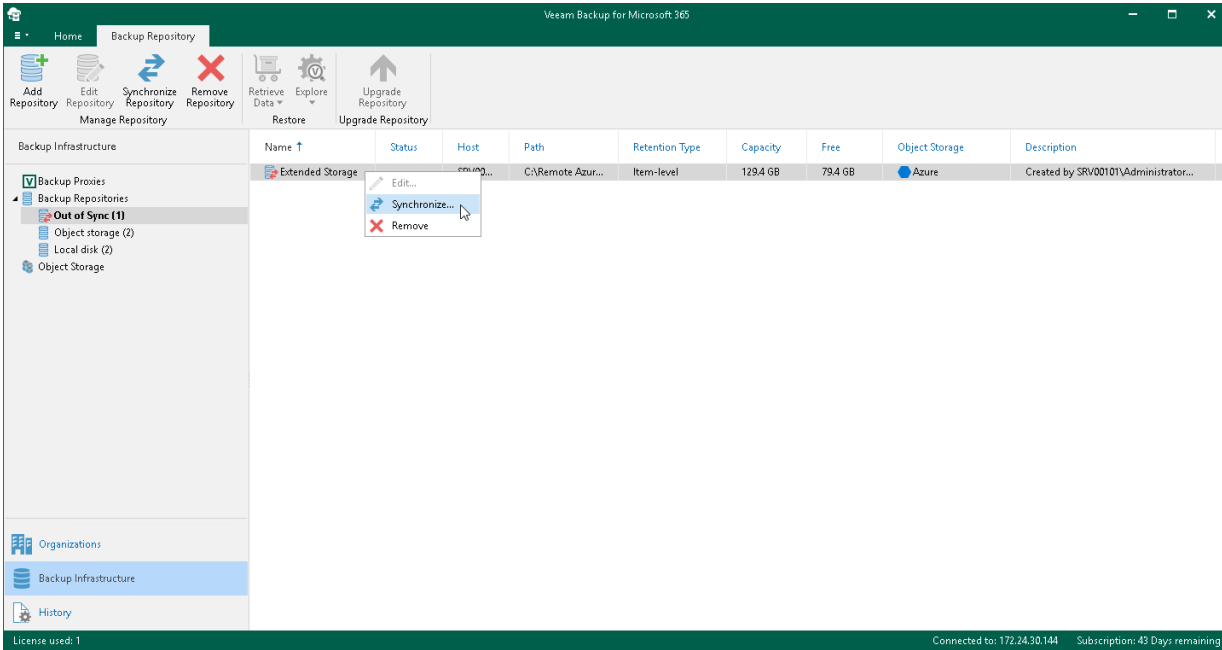 Veeam Backup for Microsoft 365
Home Backup Repository
Add Repository
Edit Repository
Synchronize Repository
Remove Repository
Manage Repository
Retrieve Data
Explore
Restore
Upgrade Repository
Upgrade Repository
Backup Infrastructure
Backup Proxies
Backup Repositories
Out of Sync (1)
Object storage (2)
Local disk (2)
Object Storage
Name Status Host Path Retention Type Capacity Free Object Storage Description
Extended Storage C:\Remote Azur... Item-level 129.4 GB 79.4 GB Azure Created by SRV00101\Administrator...
Edit...
Synchronize...
Remove
Organizations
Backup Infrastructure
History
License used: 1
Connected to: 172.24.30.144 Subscription: 43 Days remaining